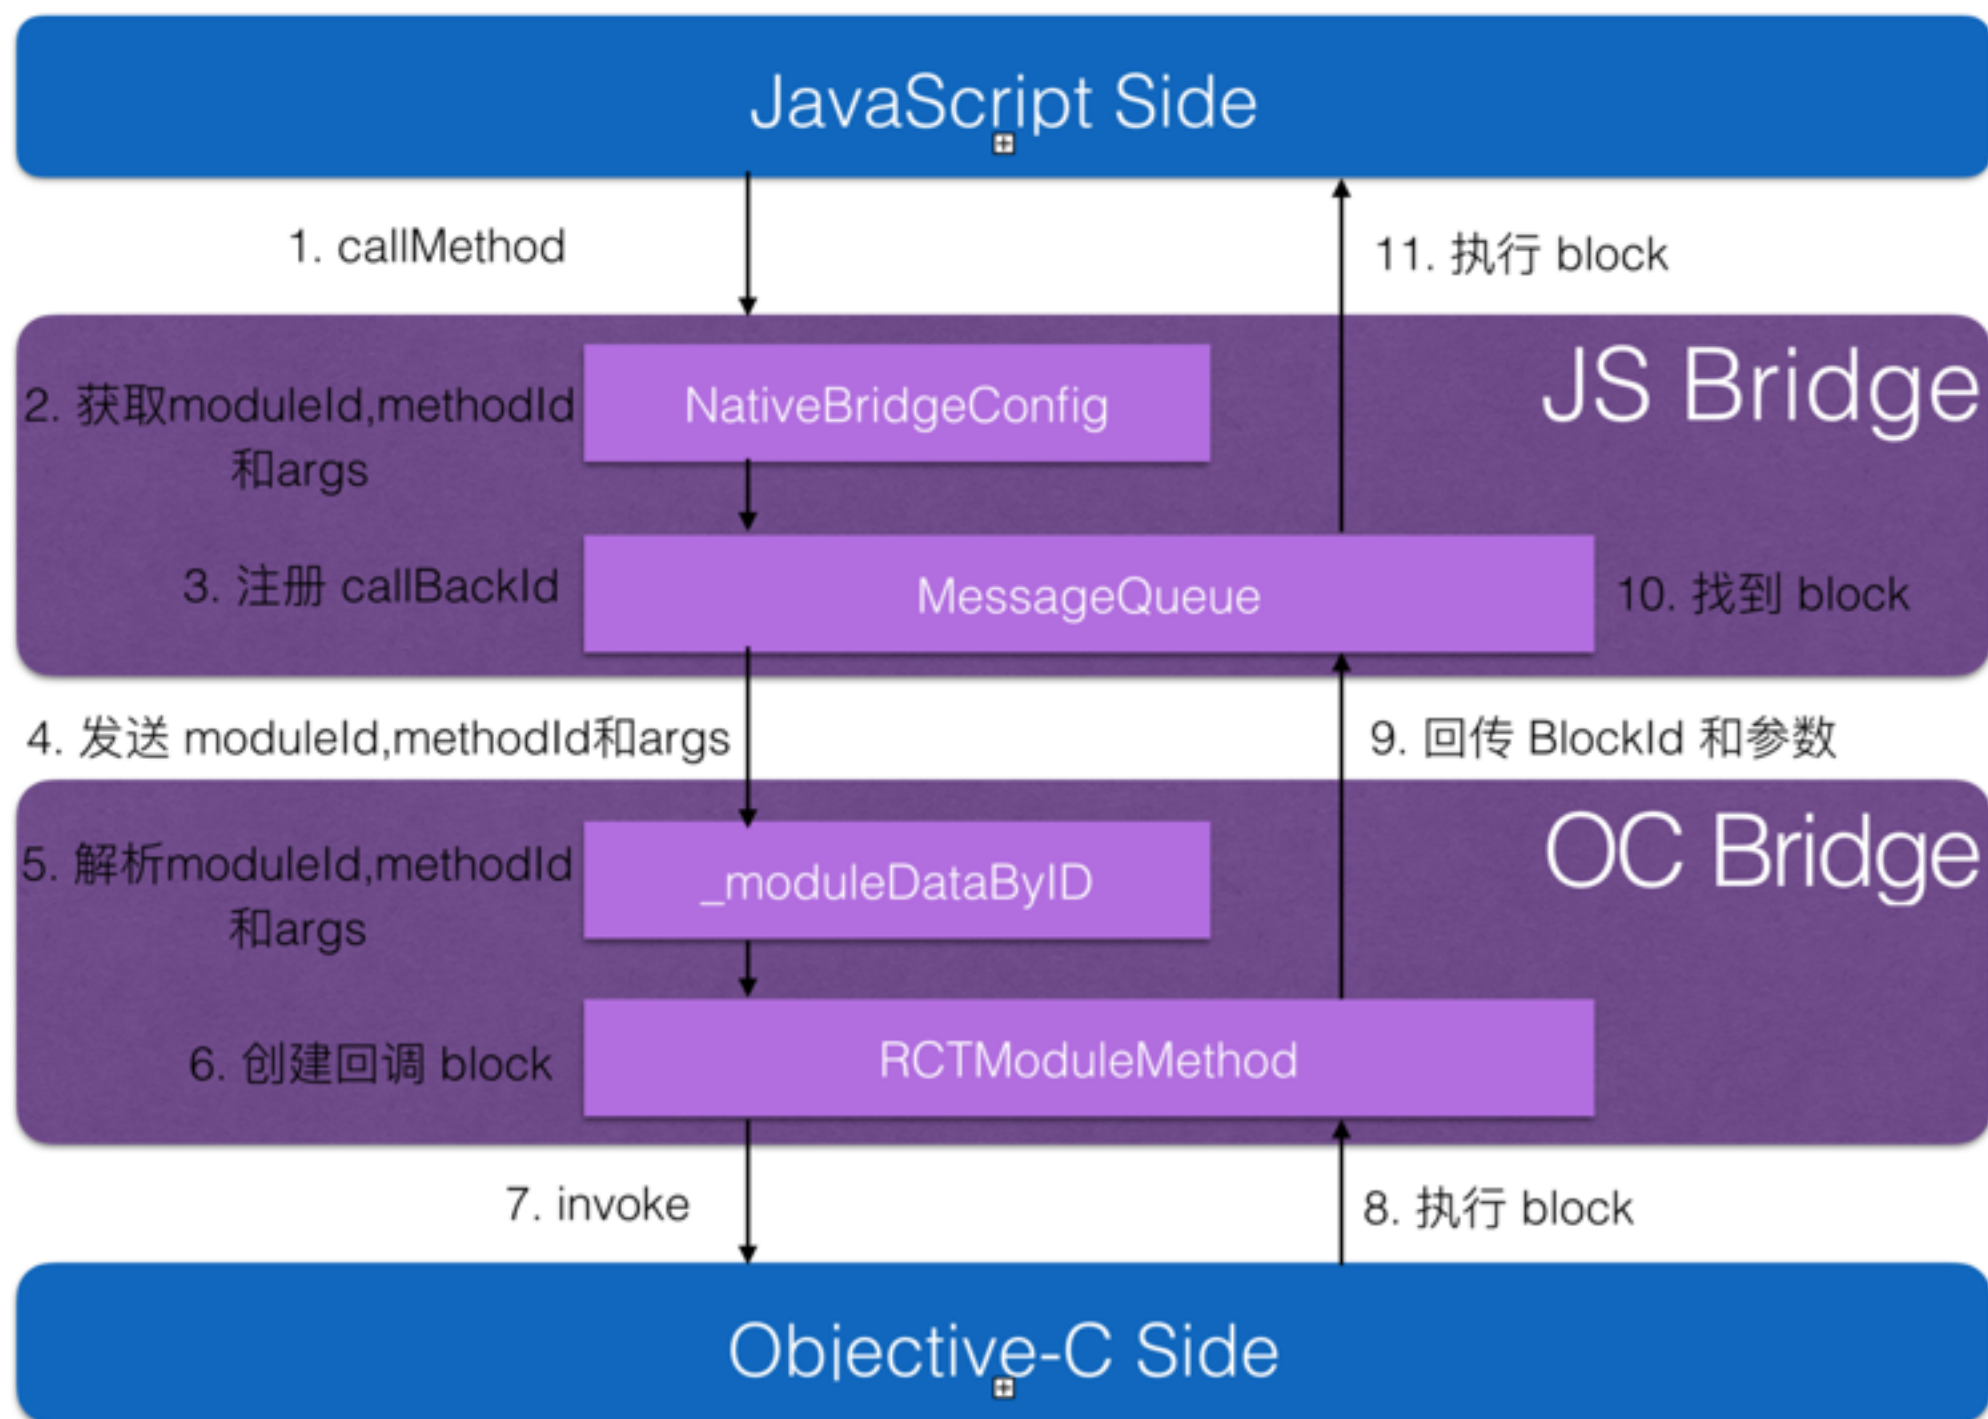 JavaScript Side
1. callMethod
11. 执行 block
JS Bridge
2. 获取moduleId,methodId
和args
NativeBridgeConfig
3. 注册 callBackId
MessageQueue
10. 找到 block
4. 发送 moduleId,methodId和args
9. 回传 BlockId 和参数
OC Bridge
5. 解析moduleId,methodId
和args
_moduleDataByID
6. 创建回调 block
RCTModuleMethod
7. invoke
8. 执行 block
Objective-C Side